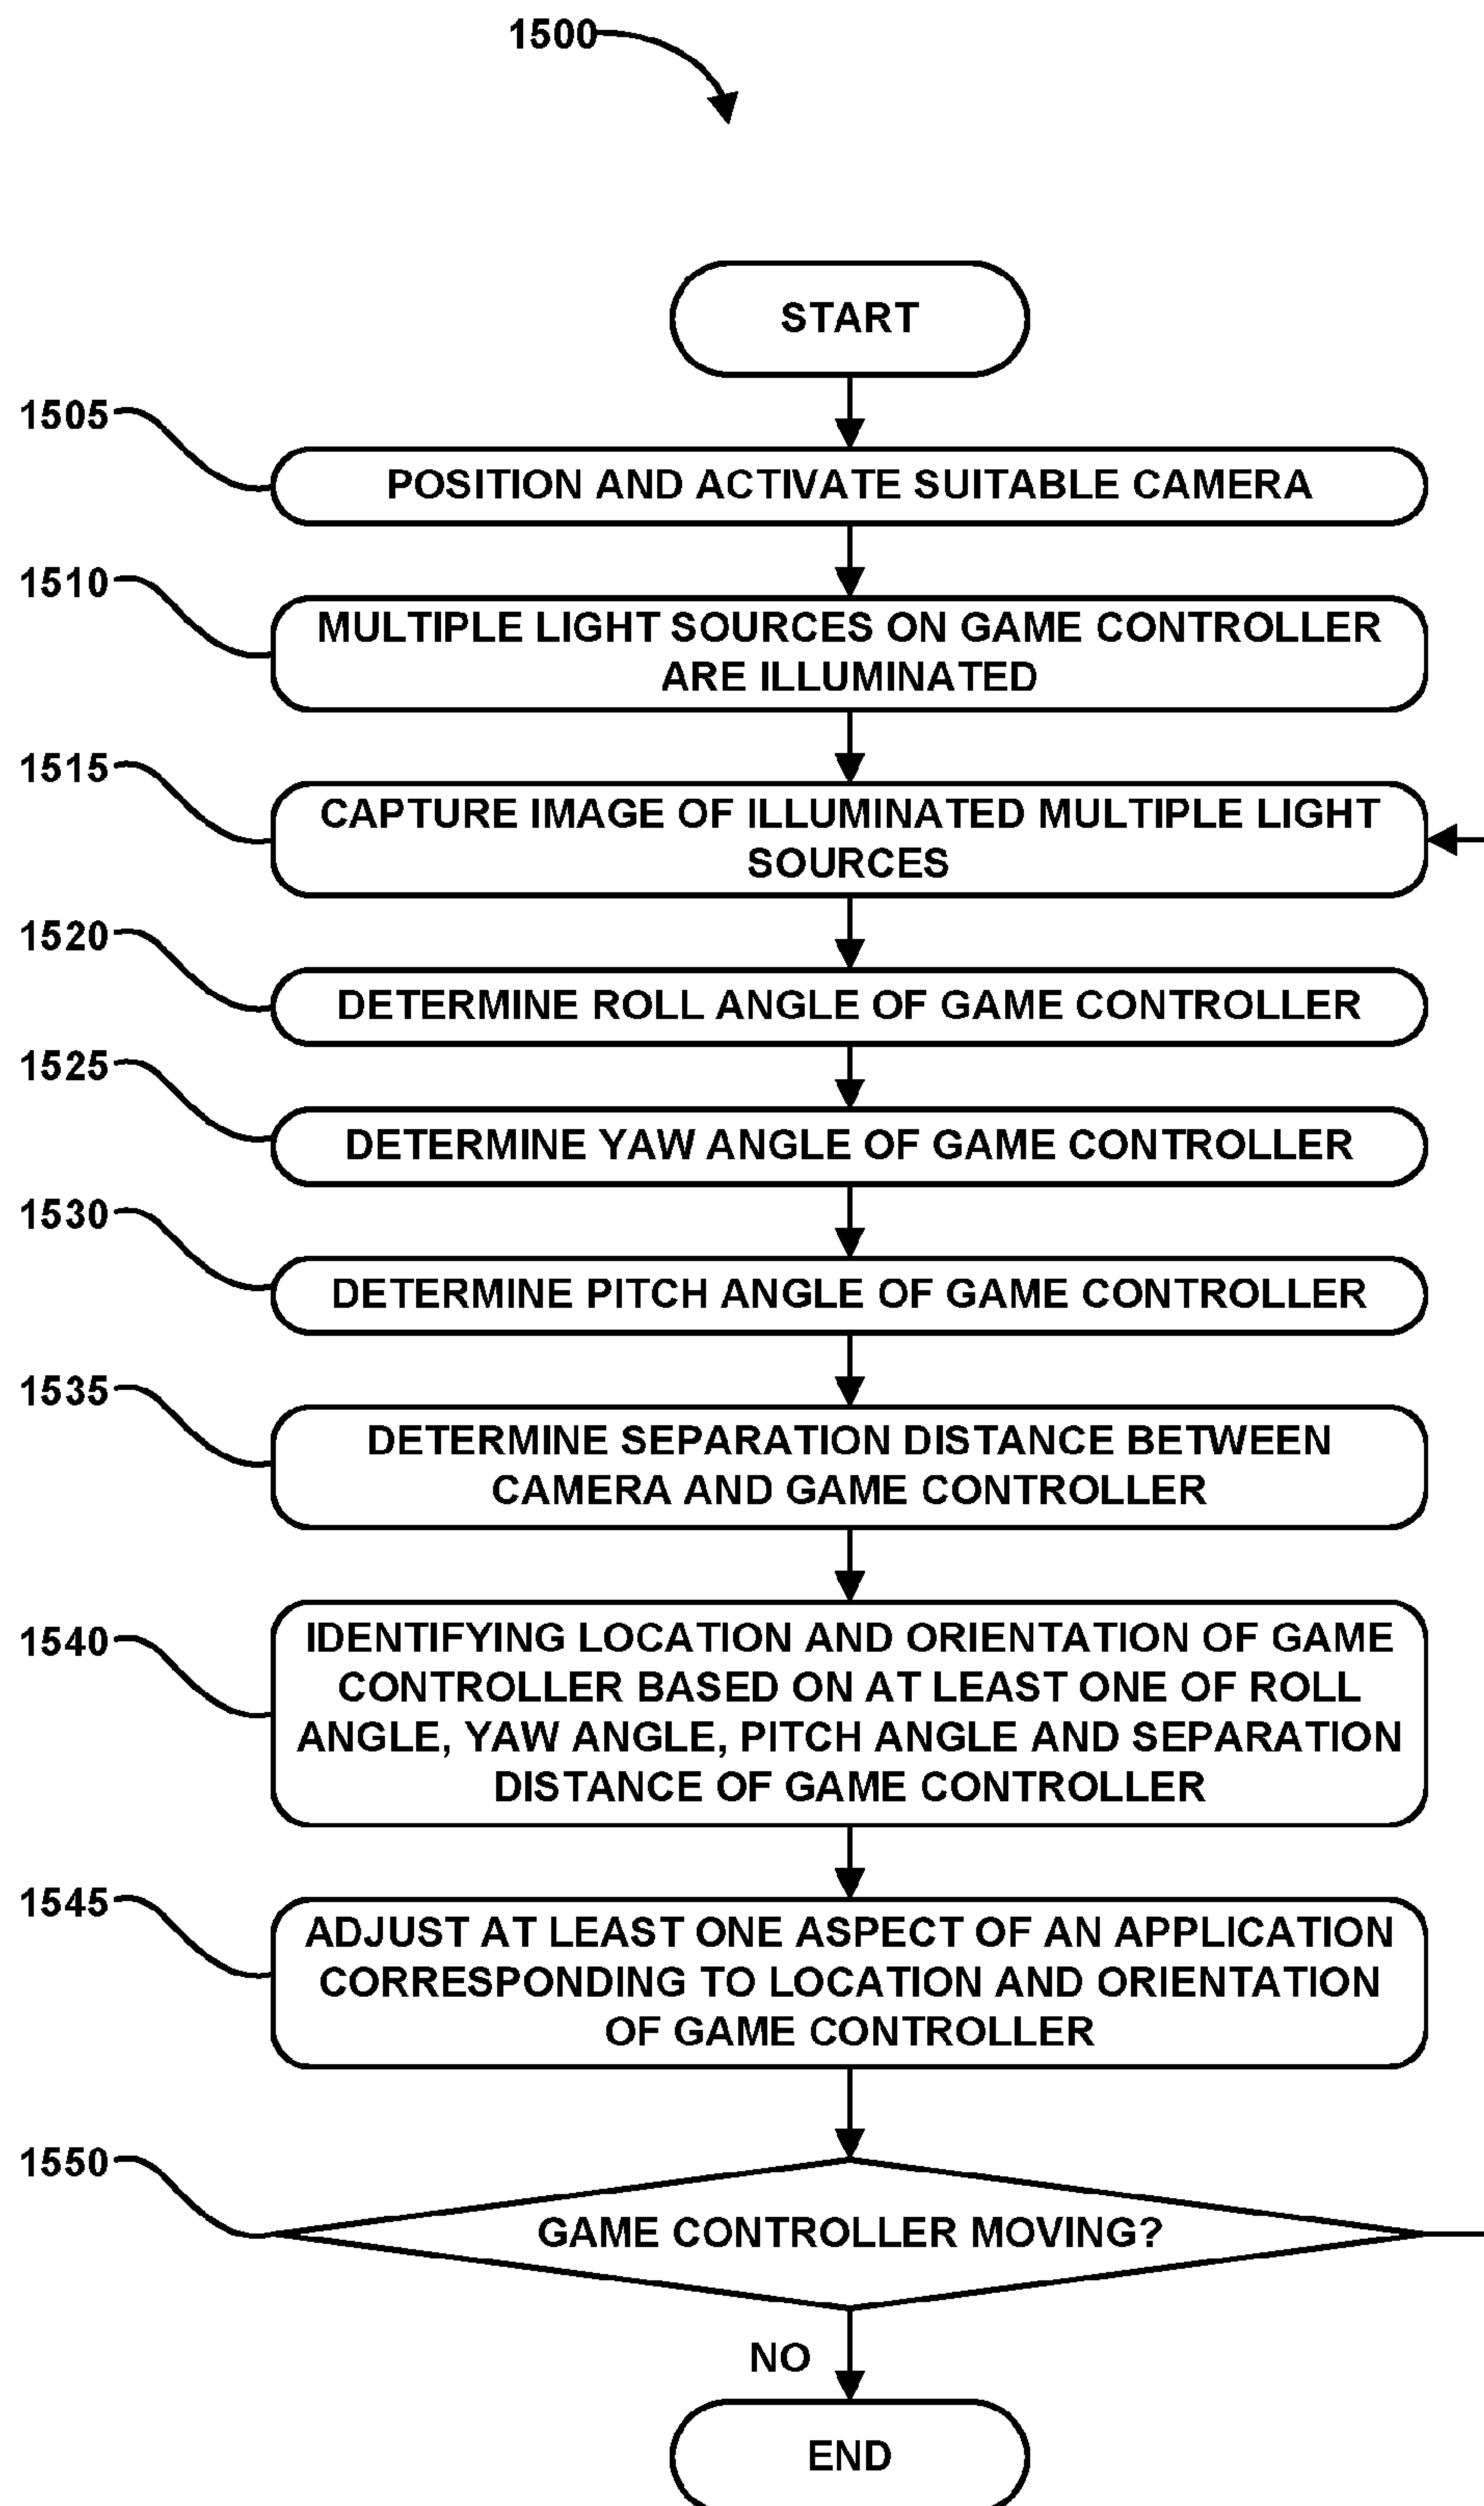 1500
START
1505
POSITION AND ACTIVATE SUITABLE CAMERA
1510
MULTIPLE LIGHT SOURCES ON GAME CONTROLLER
ARE ILLUMINATED
1515
CAPTURE IMAGE OF ILLUMINATED MULTIPLE LIGHT
SOURCES
1520
DETERMINE ROLL ANGLE OF GAME CONTROLLER
1525
DETERMINE YAW ANGLE OF GAME CONTROLLER
1530
DETERMINE PITCH ANGLE OF GAME CONTROLLER
1535
DETERMINE SEPARATION DISTANCE BETWEEN
CAMERA AND GAME CONTROLLER
1540
IDENTIFYING LOCATION AND ORIENTATION OF GAME
CONTROLLER BASED ON AT LEAST ONE OF ROLL
ANGLE, YAW ANGLE, PITCH ANGLE AND SEPARATION
DISTANCE OF GAME CONTROLLER
1545
ADJUST AT LEAST ONE ASPECT OF AN APPLICATION
CORRESPONDING TO LOCATION AND ORIENTATION
OF GAME CONTROLLER
1550
GAME CONTROLLER MOVING?
NO
END